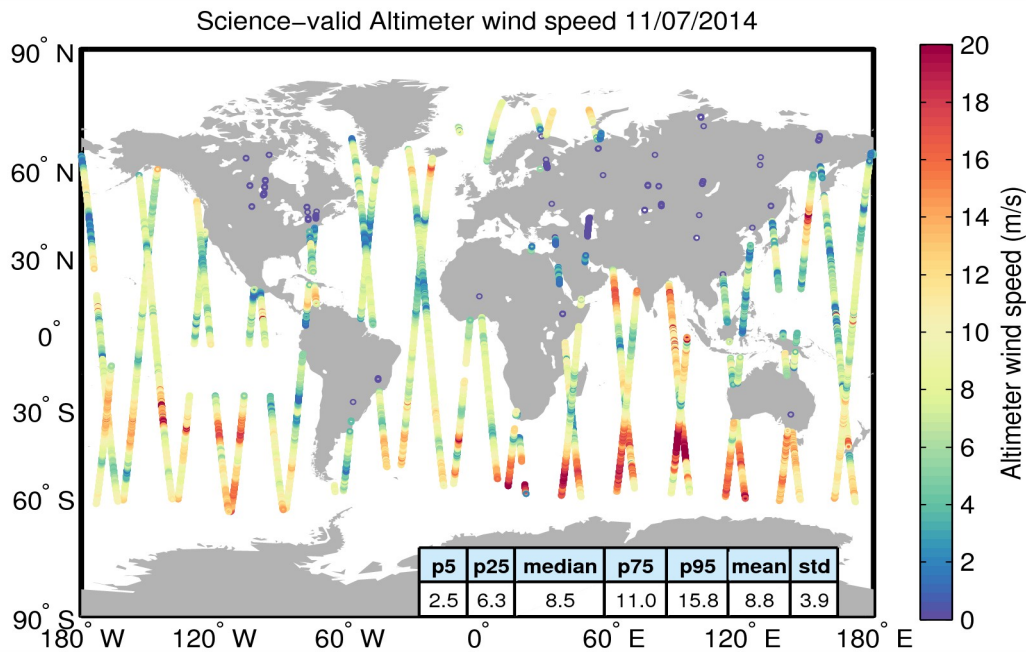 Science−valid Altimeter wind speed 11/07/2014
90° N
60° N
30° N
0°
30° S
60° S
90° S
180° W
120° W
60° W
0°
60° E
120° E
180° E
p5 p25 median p75 p95 mean std
2.5 6.3 8.5 11.0 15.8 8.8 3.9
20
18
16
14
12
10
8
6
4
2
0
Altimeter wind speed (m/s)